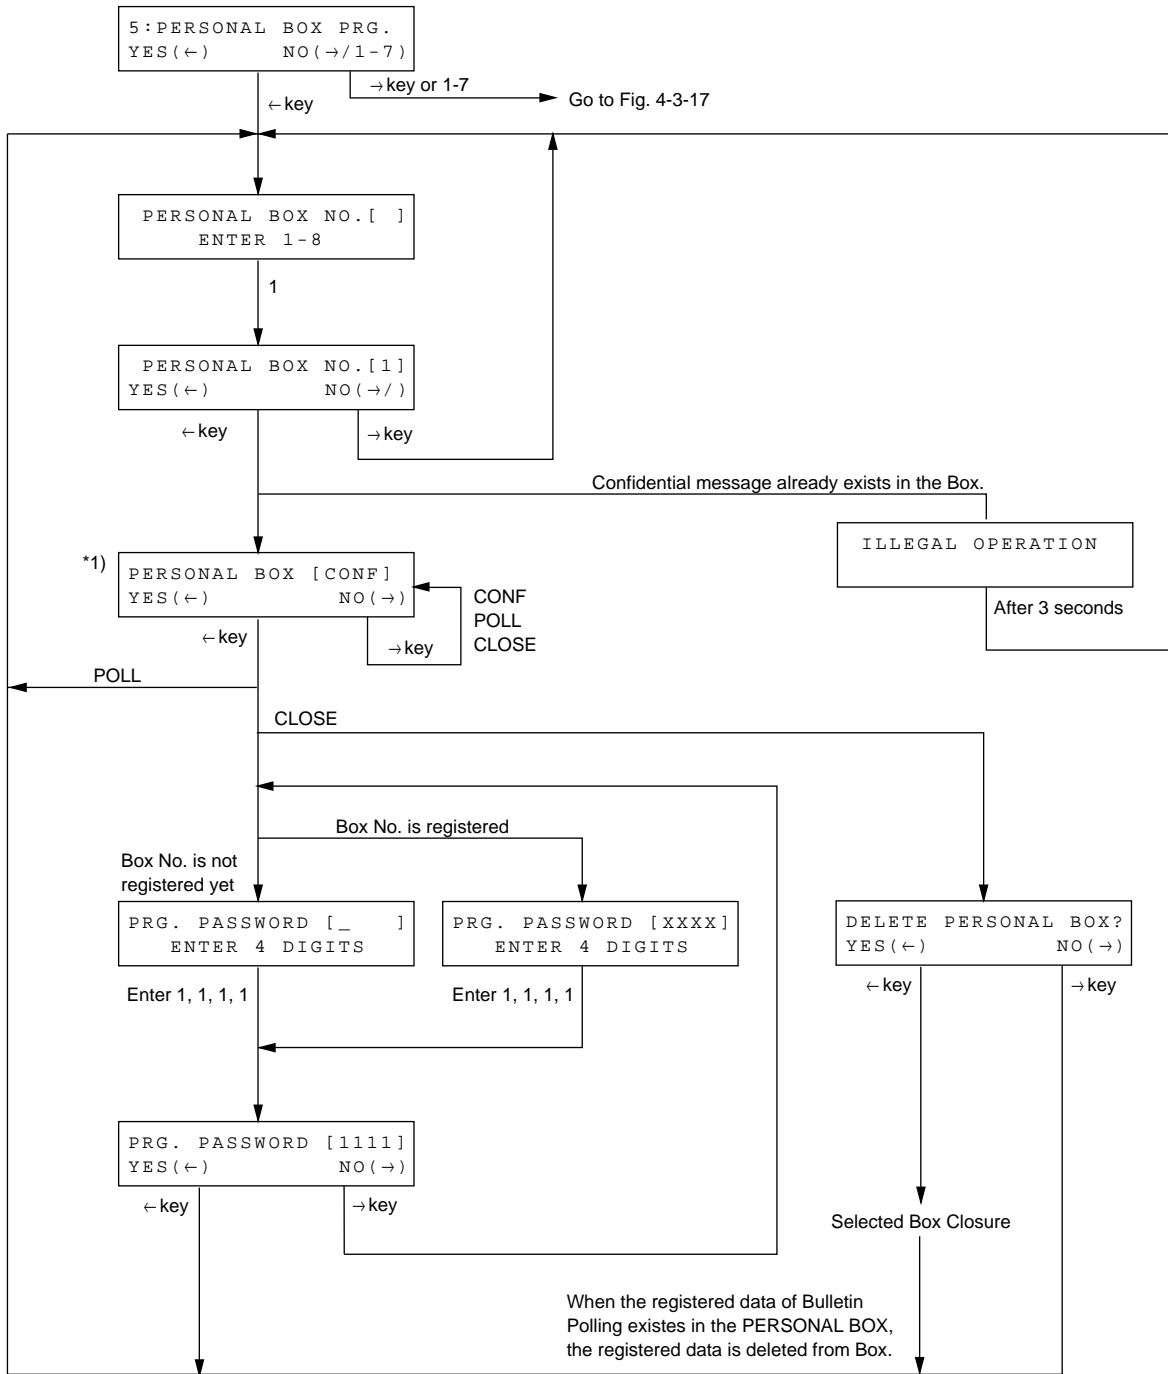 5:PERSONAL BOX PRG.
YES(←) NO(→/1-7)
→key or 1-7
Go to Fig. 4-3-17
←key
PERSONAL BOX NO.[ ]
ENTER 1-8
1
PERSONAL BOX NO.[1]
YES(←) NO(→/)
←key
→key
Confidential message already exists in the Box.
ILLEGAL OPERATION
After 3 seconds
*1)
PERSONAL BOX [CONF]
YES(←) NO(→)
CONF
POLL
CLOSE
←key
→key
POLL
CLOSE
Box No. is registered
Box No. is not
registered yet
PRG. PASSWORD [_ ]
ENTER 4 DIGITS
PRG. PASSWORD [XXXX]
ENTER 4 DIGITS
DELETE PERSONAL BOX?
YES(←) NO(→)
Enter 1, 1, 1, 1
Enter 1, 1, 1, 1
←key
→key
PRG. PASSWORD [1111]
YES(←) NO(→)
←key
→key
Selected Box Closure
When the registered data of Bulletin
Polling existes in the PERSONAL BOX,
the registered data is deleted from Box.